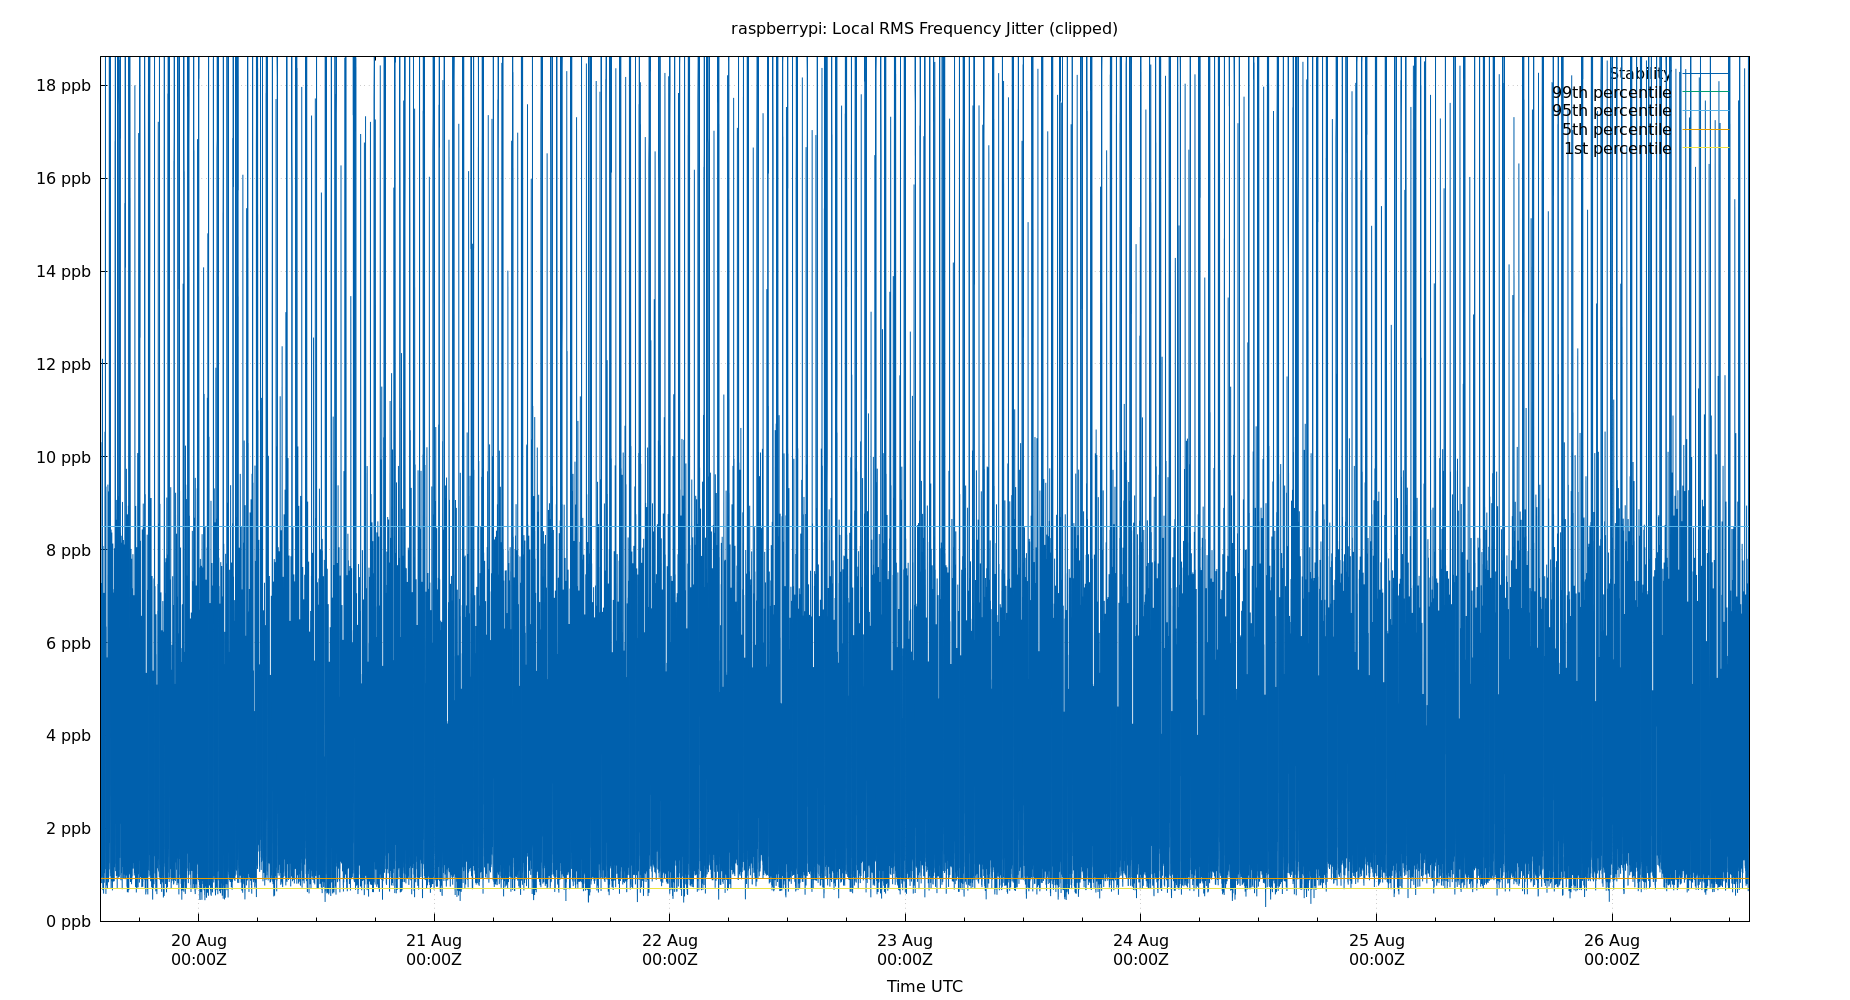 raspberrypi: Local RMS Frequency Jitter (clipped)
18 ppb
16 ppb
14 ppb
12 ppb
10 ppb
8 ppb
6 ppb
4 ppb
2 ppb
0 ppb
Stability
99th percentile
95th percentile
5th percentile
1st percentile
20 Aug 21 Aug 22 Aug 23 Aug 24 Aug 25 Aug 26 Aug
00:00Z 00:00Z 00:00Z 00:00Z 00:00Z 00:00Z 00:00Z
Time UTC